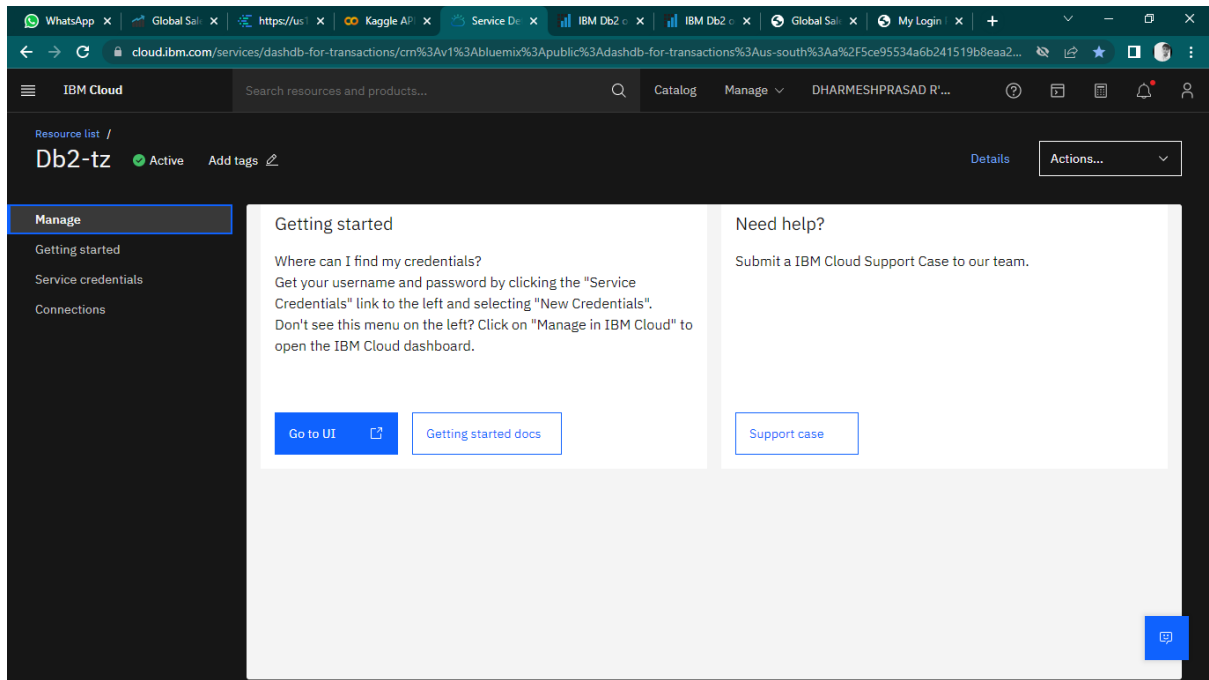 WhatsApp
Global Sale
https://us1
Kaggle API
Service De
IBM Db2 o
IBM Db2 o
Global Sale
My Login
cloud.ibm.com/services/dashdb-for-transactions/crn%3Av1%3Abluemix%3Apublic%3Adashdb-for-transactions%3Aus-south%3Aa%2F5ce95534a6b241519b8eaa2...
IBM Cloud
Search resources and products...
Catalog
Manage
DHARMESHPRASAD R'...
Resource list /
Db2-tz
Active
Add tags
Details
Actions...
Manage
Getting started
Service credentials
Connections
Getting started
Where can I find my credentials?
Get your username and password by clicking the "Service
Credentials" link to the left and selecting "New Credentials".
Don't see this menu on the left? Click on "Manage in IBM Cloud" to
open the IBM Cloud dashboard.
Go to UI
Getting started docs
Need help?
Submit a IBM Cloud Support Case to our team.
Support case